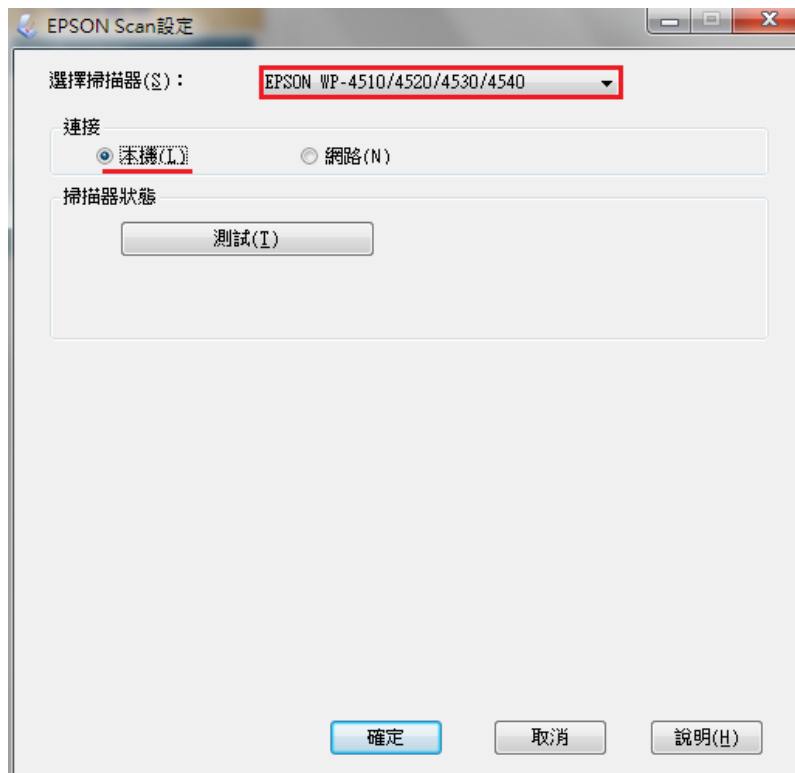 EPSON Scan設定
選擇掃描器(S)：
EPSON WP-4510/4520/4530/4540
連接
本機(L)
網路(N)
掃描器狀態
測試(T)
確定
取消
說明(H)